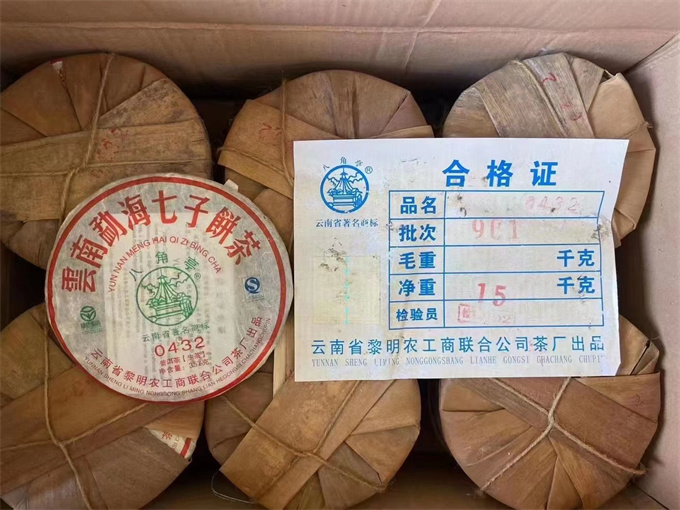 雲南勐海七子餅茶
YUN NAN MENG HAI QI ZI BING CHA
八角亭®
云南省著名商标
0432
云南省黎明农工商联合公司茶厂出品
八角亭®
云南省著名商标
合格证
品名 0432
批次 901
毛重 千克
净重 15 千克
检验员
云南省黎明农工商联合公司茶厂出品
YUNNAN SHENG LIPING NONGGONGSHANG LIANHE GONGSI CHACHANG CHUPI